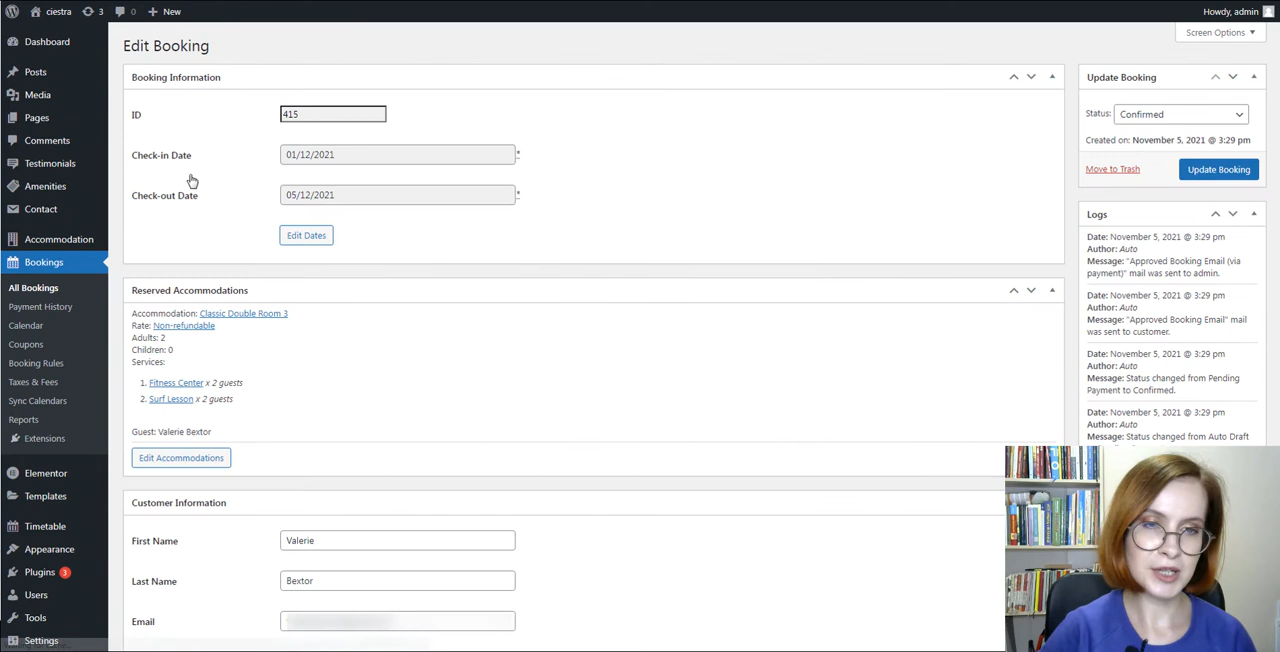 ciestra 3 0 + New Howdy, admin
Screen Options
Dashboard
Posts
Media
Pages
Comments
Testimonials
Amenities
Contact
Accommodation
Bookings
All Bookings
Payment History
Calendar
Coupons
Booking Rules
Taxes & Fees
Sync Calendars
Reports
Extensions
Elementor
Templates
Timetable
Appearance
Plugins 3
Users
Tools
Settings
Edit Booking
Booking Information
ID 415
Check-in Date 01/12/2021 *
Check-out Date 05/12/2021 *
Edit Dates
Reserved Accommodations
Accommodation: Classic Double Room 3
Rate: Non-refundable
Adults: 2
Children: 0
Services:
1. Fitness Center x 2 guests
2. Surf Lesson x 2 guests
Guest: Valerie Bextor
Edit Accommodations
Customer Information
First Name Valerie
Last Name Bextor
Email
Update Booking
Status: Confirmed
Created on: November 5, 2021 @ 3:29 pm
Move to Trash Update Booking
Logs
Date: November 5, 2021 @ 3:29 pm
Author: Auto
Message: "Approved Booking Email (via
payment)" mail was sent to admin.
Date: November 5, 2021 @ 3:29 pm
Author: Auto
Message: "Approved Booking Email" mail
was sent to customer.
Date: November 5, 2021 @ 3:29 pm
Author: Auto
Message: Status changed from Pending
Payment to Confirmed.
Date: November 5, 2021 @ 3:29 pm
Author: Auto
Message: Status changed from Auto Draft